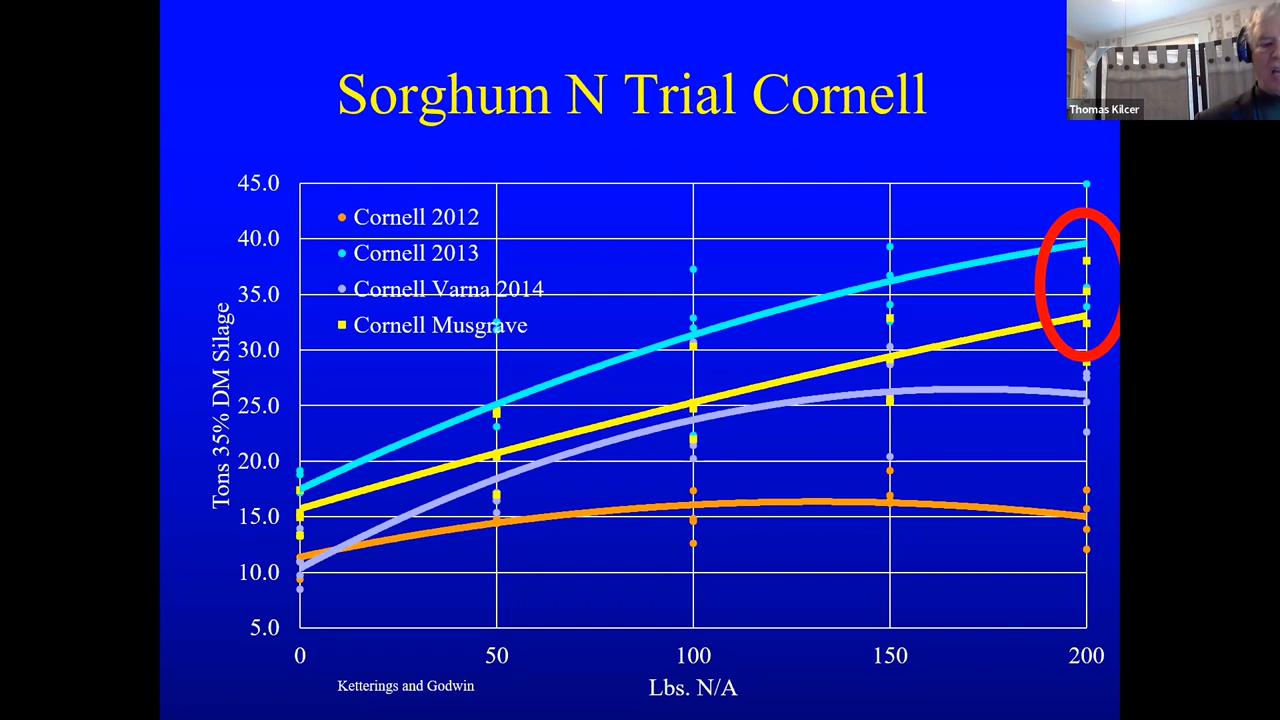 Sorghum N Trial Cornell
Thomas Kilcer
45.0
40.0
35.0
30.0
25.0
20.0
15.0
10.0
5.0
Tons 35% DM Silage
Cornell 2012
Cornell 2013
Cornell Varna 2014
Cornell Musgrave
0 50 100 150 200
Ketterings and Godwin
Lbs. N/A